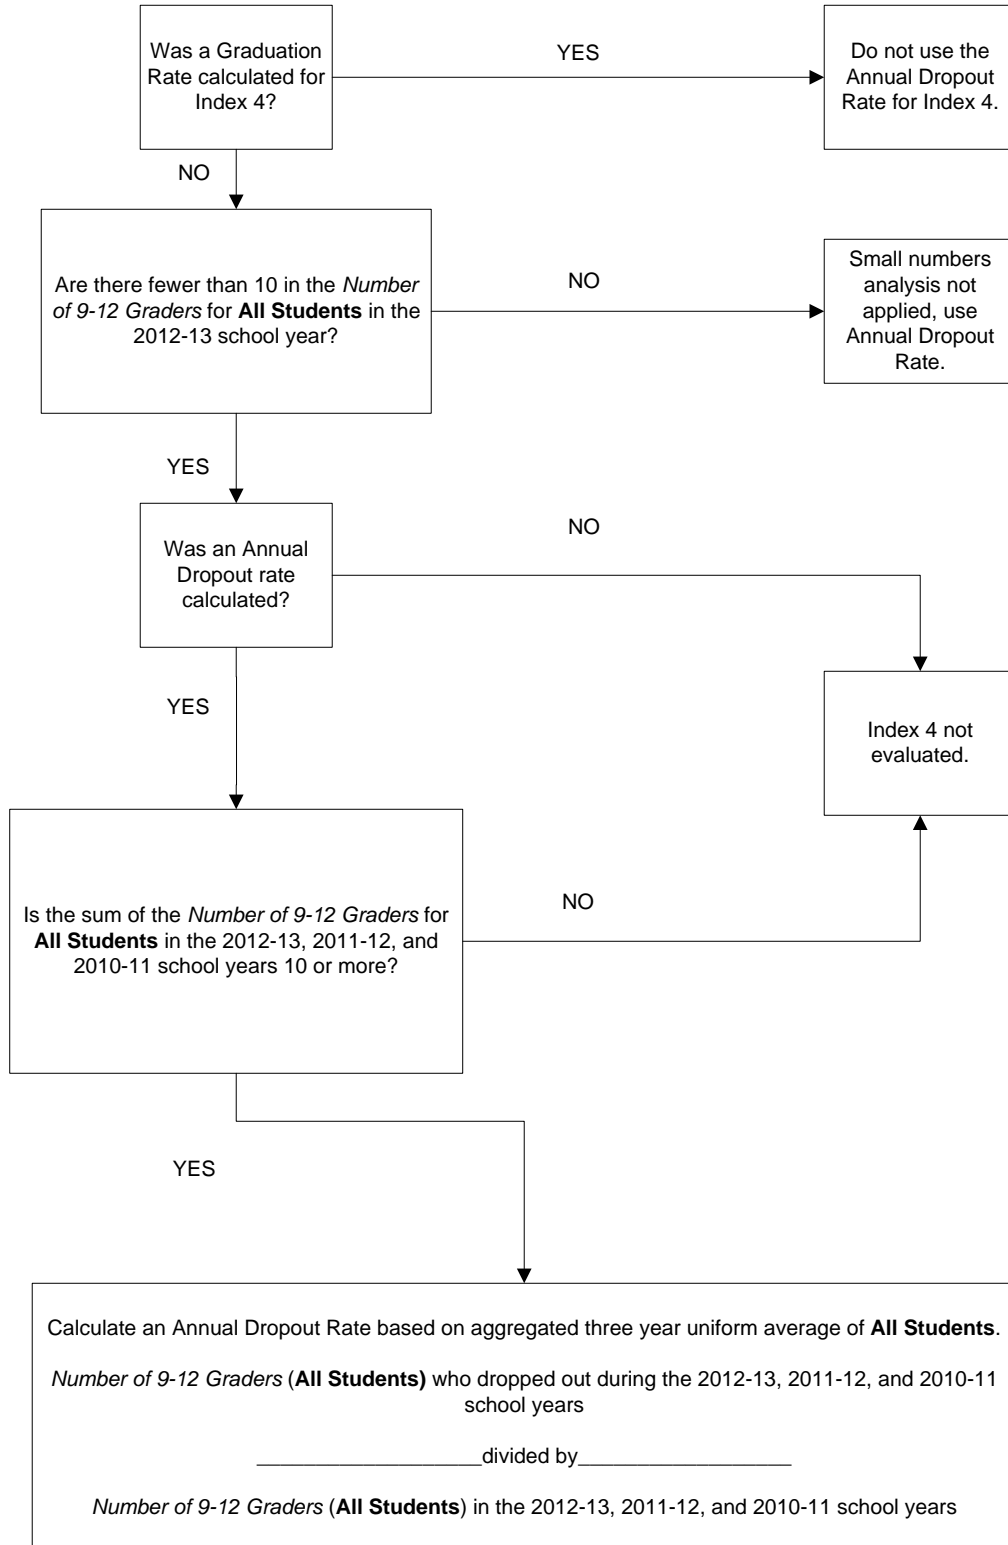 Was a Graduation
Rate calculated for
Index 4?
YES
Do not use the
Annual Dropout
Rate for Index 4.
NO
Are there fewer than 10 in the Number
of 9-12 Graders for All Students in the
2012-13 school year?
NO
Small numbers
analysis not
applied, use
Annual Dropout
Rate.
YES
Was an Annual
Dropout rate
calculated?
NO
YES
Index 4 not
evaluated.
Is the sum of the Number of 9-12 Graders for
All Students in the 2012-13, 2011-12, and
2010-11 school years 10 or more?
NO
YES
Calculate an Annual Dropout Rate based on aggregated three year uniform average of All Students.
Number of 9-12 Graders (All Students) who dropped out during the 2012-13, 2011-12, and 2010-11
school years
___________________divided by__________________
Number of 9-12 Graders (All Students) in the 2012-13, 2011-12, and 2010-11 school years